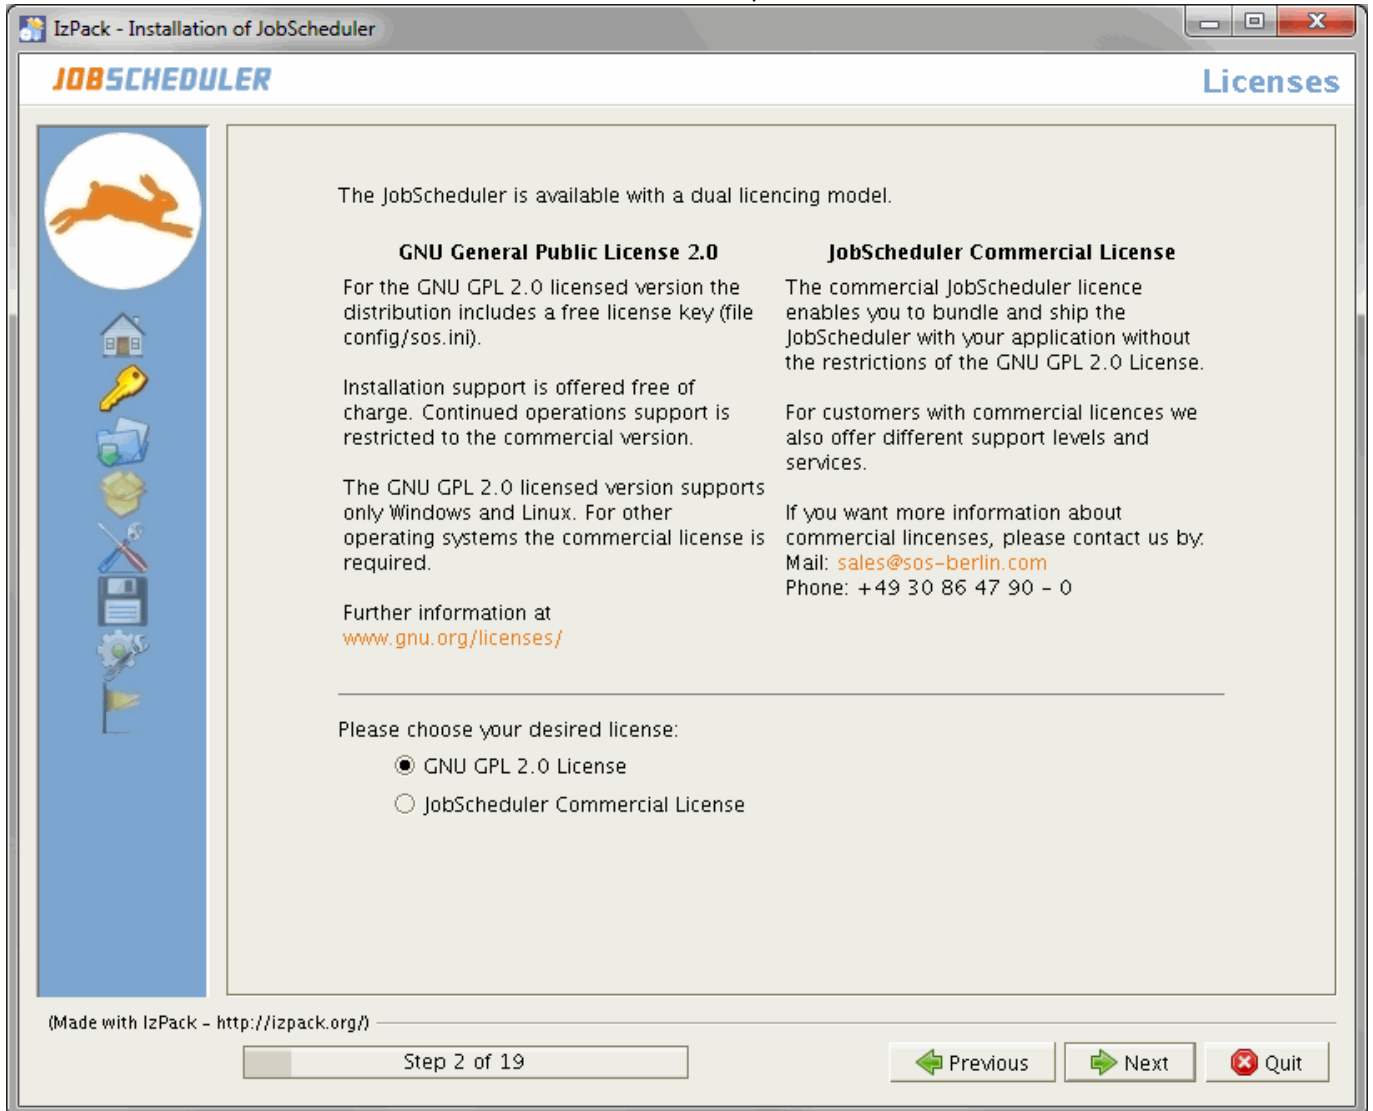 IzPack - Installation of JobScheduler
JOBSCHEDULER
Licenses
The JobScheduler is available with a dual licencing model.
GNU General Public License 2.0
For the GNU GPL 2.0 licensed version the
distribution includes a free license key (file
config/sos.ini).
Installation support is offered free of
charge. Continued operations support is
restricted to the commercial version.
The GNU GPL 2.0 licensed version supports
only Windows and Linux. For other
operating systems the commercial license is
required.
Further information at
www.gnu.org/licenses/
JobScheduler Commercial License
The commercial JobScheduler licence
enables you to bundle and ship the
JobScheduler with your application without
the restrictions of the GNU GPL 2.0 License.
For customers with commercial licences we
also offer different support levels and
services.
If you want more information about
commercial lincenses, please contact us by:
Mail: sales@sos-berlin.com
Phone: +49 30 86 47 90 - 0
Please choose your desired license:
GNU GPL 2.0 License
JobScheduler Commercial License
(Made with IzPack - http://izpack.org/)
Step 2 of 19
Previous
Next
Quit